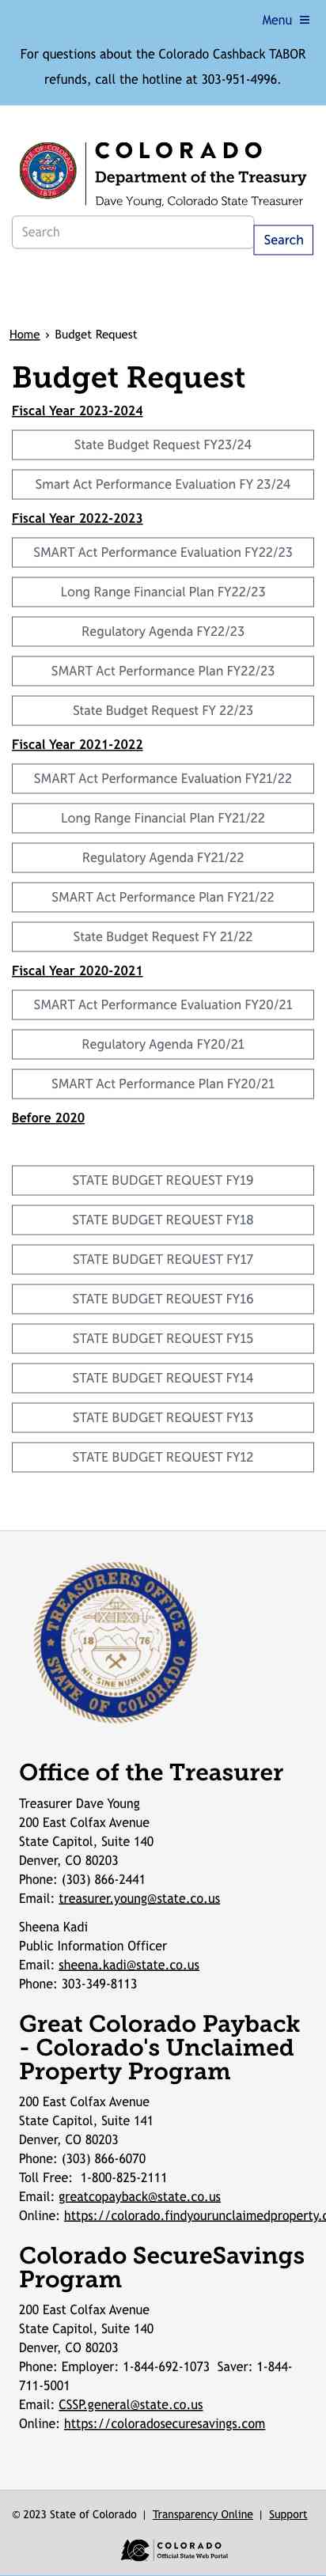 Menu ≡
For questions about the Colorado Cashback TABOR
refunds, call the hotline at 303-951-4996.
COLORADO
Department of the Treasury
Dave Young, Colorado State Treasurer
Search
Search
Home › Budget Request
Budget Request
Fiscal Year 2023-2024
State Budget Request FY23/24
Smart Act Performance Evaluation FY 23/24
Fiscal Year 2022-2023
SMART Act Performance Evaluation FY22/23
Long Range Financial Plan FY22/23
Regulatory Agenda FY22/23
SMART Act Performance Plan FY22/23
State Budget Request FY 22/23
Fiscal Year 2021-2022
SMART Act Performance Evaluation FY21/22
Long Range Financial Plan FY21/22
Regulatory Agenda FY21/22
SMART Act Performance Plan FY21/22
State Budget Request FY 21/22
Fiscal Year 2020-2021
SMART Act Performance Evaluation FY20/21
Regulatory Agenda FY20/21
SMART Act Performance Plan FY20/21
Before 2020
STATE BUDGET REQUEST FY19
STATE BUDGET REQUEST FY18
STATE BUDGET REQUEST FY17
STATE BUDGET REQUEST FY16
STATE BUDGET REQUEST FY15
STATE BUDGET REQUEST FY14
STATE BUDGET REQUEST FY13
STATE BUDGET REQUEST FY12
TREASURERS OFFICE
18 76
NIL SINE NUMINE
STATE OF COLORADO
Office of the Treasurer
Treasurer Dave Young
200 East Colfax Avenue
State Capitol, Suite 140
Denver, CO 80203
Phone: (303) 866-2441
Email: treasurer.young@state.co.us
Sheena Kadi
Public Information Officer
Email: sheena.kadi@state.co.us
Phone: 303-349-8113
Great Colorado Payback
- Colorado's Unclaimed
Property Program
200 East Colfax Avenue
State Capitol, Suite 141
Denver, CO 80203
Phone: (303) 866-6070
Toll Free: 1-800-825-2111
Email: greatcopayback@state.co.us
Online: https://colorado.findyourunclaimedproperty.c
Colorado SecureSavings
Program
200 East Colfax Avenue
State Capitol, Suite 140
Denver, CO 80203
Phone: Employer: 1-844-692-1073 Saver: 1-844-
711-5001
Email: CSSP.general@state.co.us
Online: https://coloradosecuresavings.com
© 2023 State of Colorado | Transparency Online | Support
COLORADO
Official State Web Portal